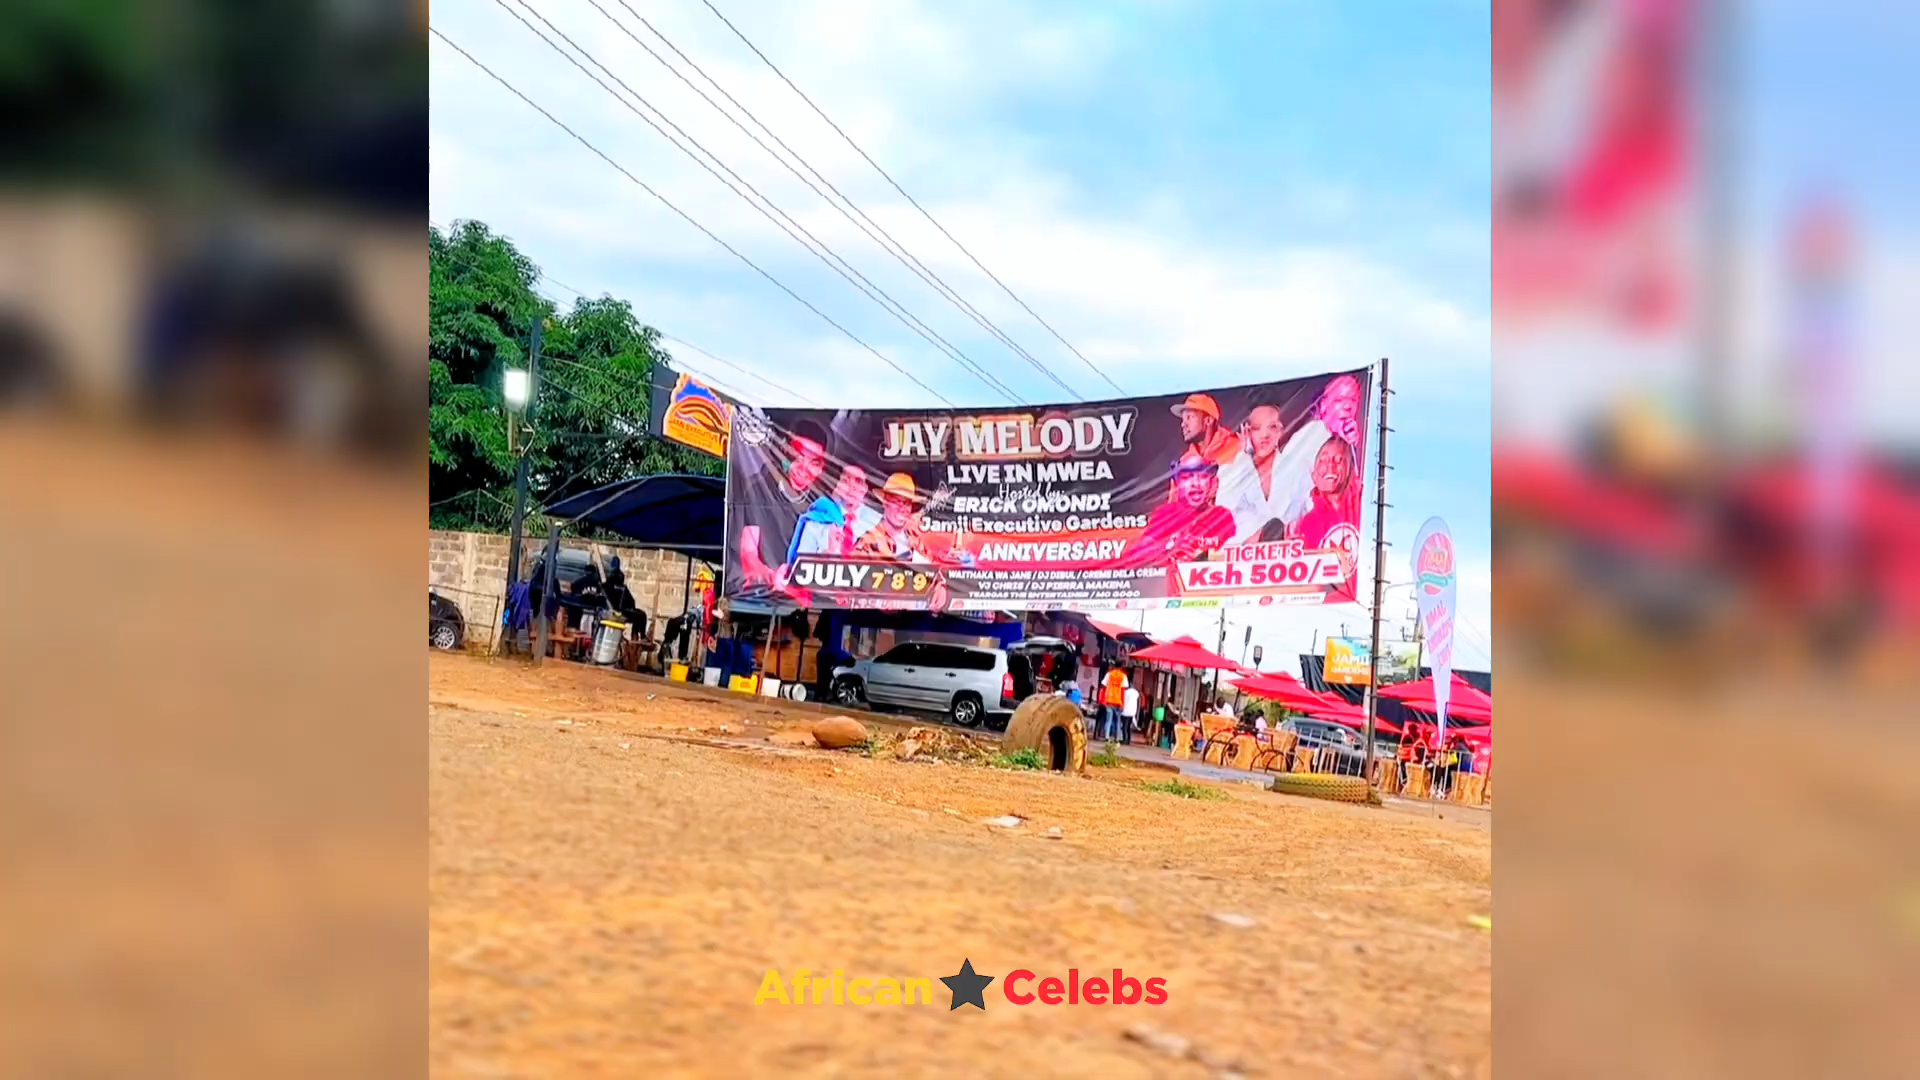 JAY MELODY
LIVE IN MWEA
Hosted by:
ERICK OMONDI
Jamii Executive Gardens
ANNIVERSARY
JULY 7TH 8TH 9TH
WAITHAKA WA JANE / DJ DIBUL / CREME DELA CREME
VJ CHRIS / DJ PIERRA MAKENA
TEARGAS THE ENTERTAINER / MC GOGO
TICKETS
Ksh 500/=
JAMII
African Celebs